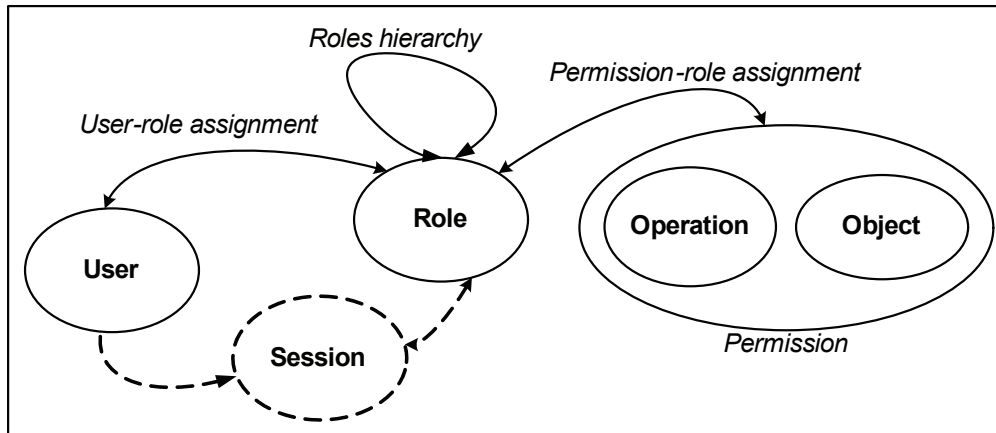 Roles hierarchy
Permission-role assignment
User-role assignment
Role
Operation
Object
User
Session
Permission